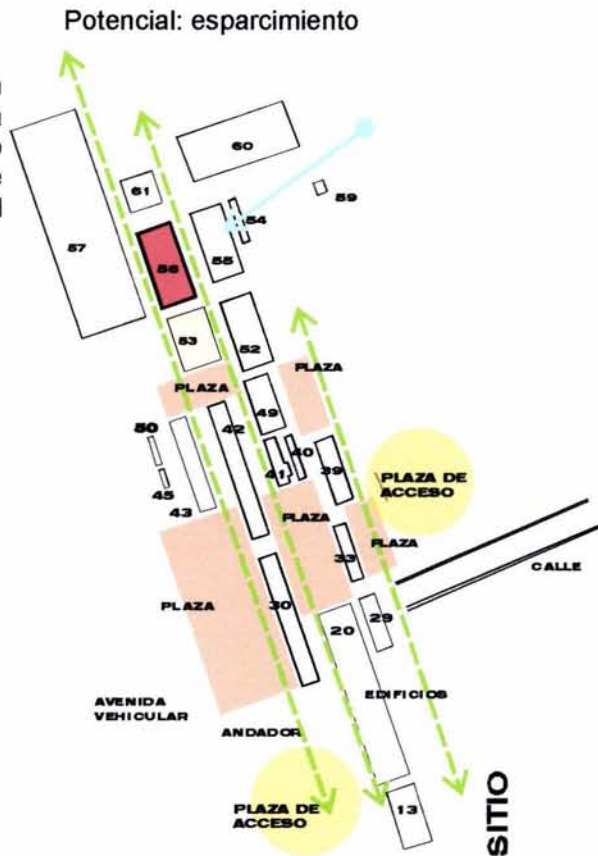 Potencial: esparcimiento
60
61
59
54
57
55
56
53
52
PLAZA
PLAZA
49
42
50
40
41
39
45
43
PLAZA DE
ACCESO
PLAZA
PLAZA
33
CALLE
PLAZA
30
29
20
EDIFICIOS
AVENIDA
VEHICULAR
ANDADOR
PLAZA DE
ACCESO
13
SITIO